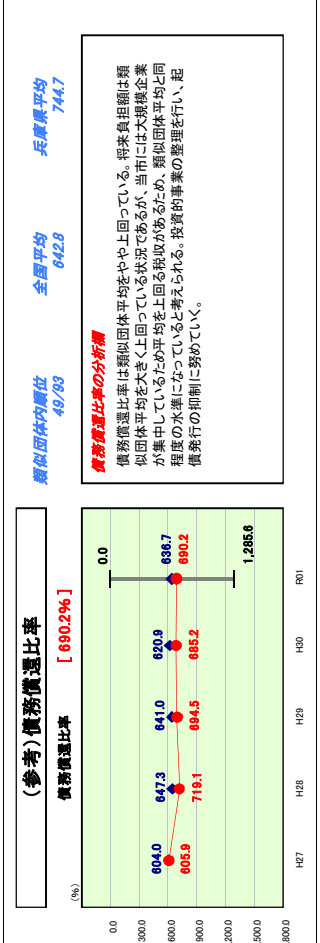 (参考)債務償還比率
債務償還比率
[ 690.2% ]
類似団体内順位
49/93
全国平均
642.8
兵庫県平均
744.7
(%)
0.0
300.0
600.0
900.0
,200.0
,500.0
,800.0
604.0
605.9
647.3
719.1
641.0
694.5
620.9
685.2
0.0
636.7
690.2
1,285.6
H27
H28
H29
H30
R01
債務償還比率の分析欄
債務償還比率は類似団体平均をやや上回っている。将来負担額は類
似団体平均を大きく上回っている状況であるが、当市には大規模企業
が集中しているため平均を上回る税収があるため、類似団体平均と同
程度の水準になっていると考えられる。投資的事業の整理を行い、起
債発行の抑制に努めていく。